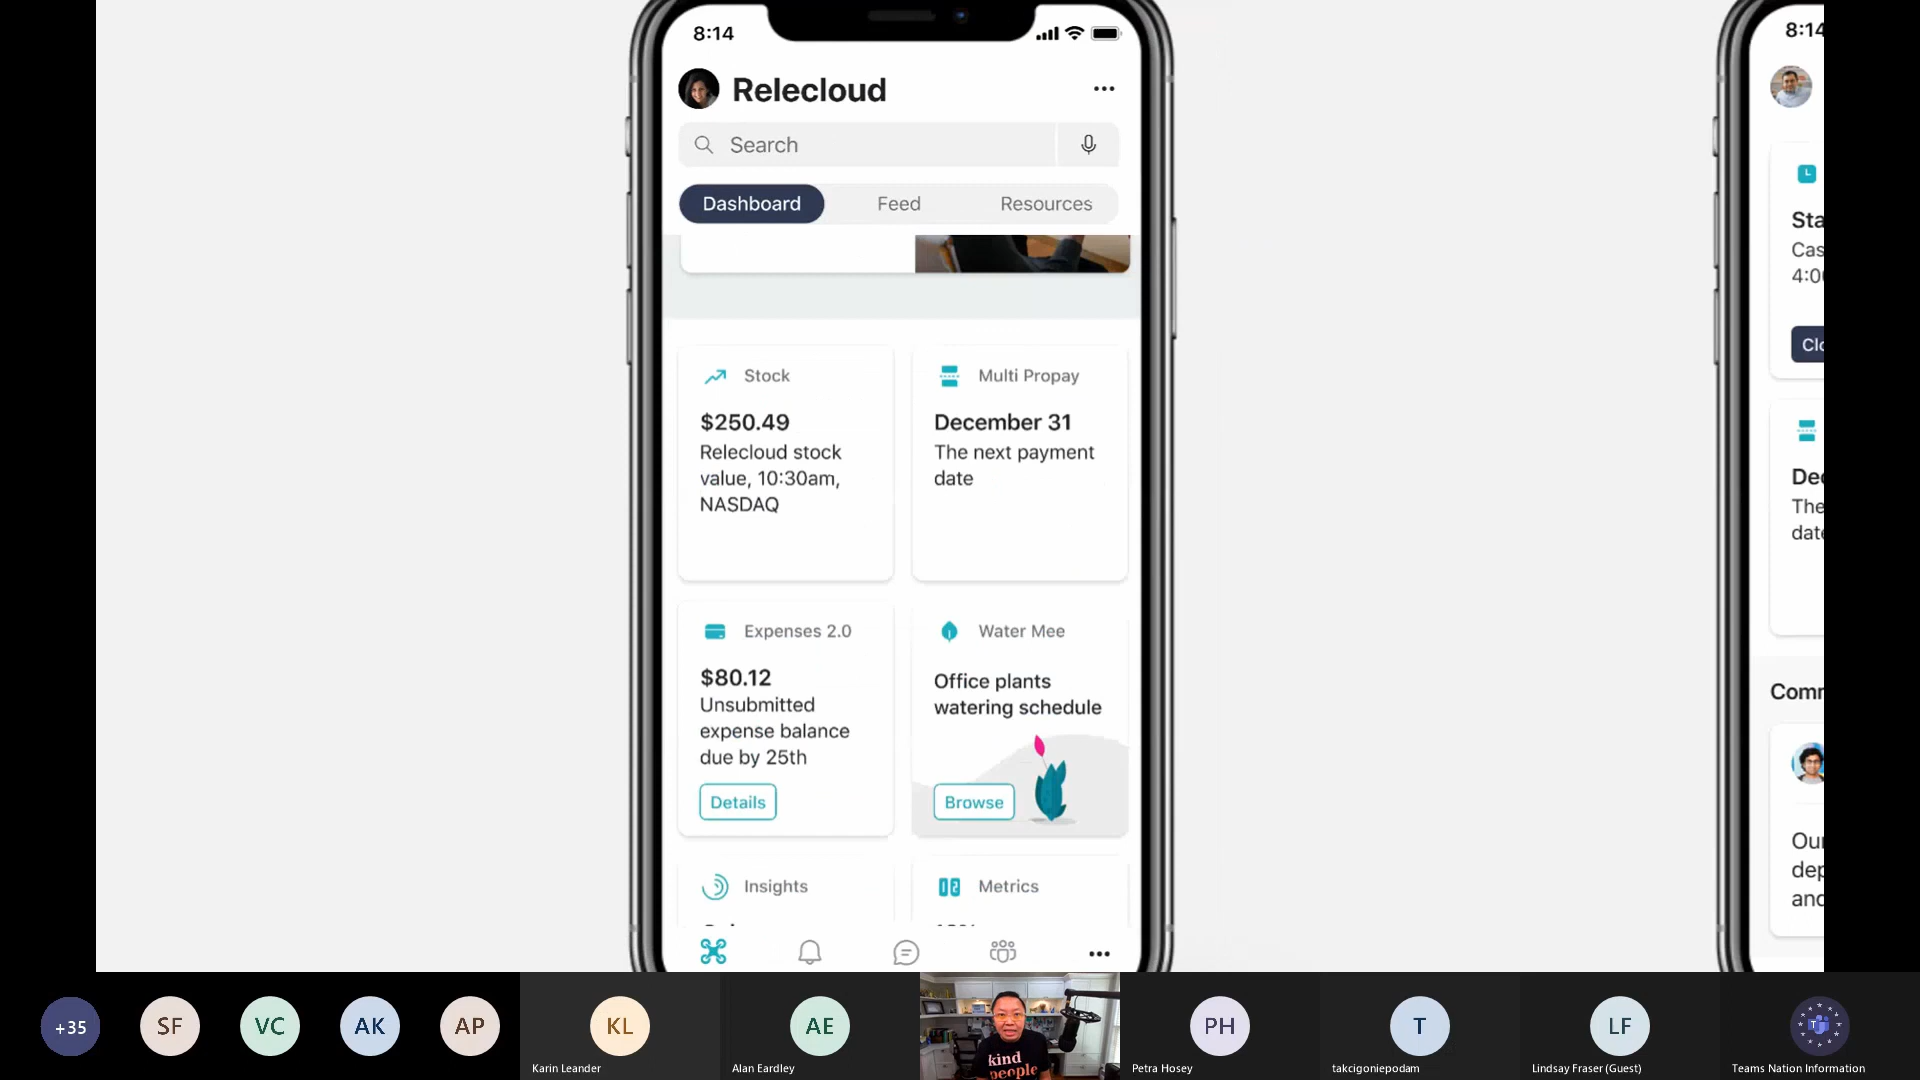 8:14
Relecloud
Search
Dashboard
Feed
Resources
Stock
$250.49
Relecloud stock
value, 10:30am,
NASDAQ
Multi Propay
December 31
The next payment
date
Expenses 2.0
$80.12
Unsubmitted
expense balance
due by 25th
Details
Water Mee
Office plants
watering schedule
Browse
Insights
Metrics
8:14
Sta
Cas
4:0
Clo
Dec
The
date
Comm
Our
dep
and
+35
SF
VC
AK
AP
KL
Karin Leander
AE
Alan Eardley
kind
people
PH
Petra Hosey
T
takcigoniepodam
LF
Lindsay Fraser (Guest)
Teams Nation Information